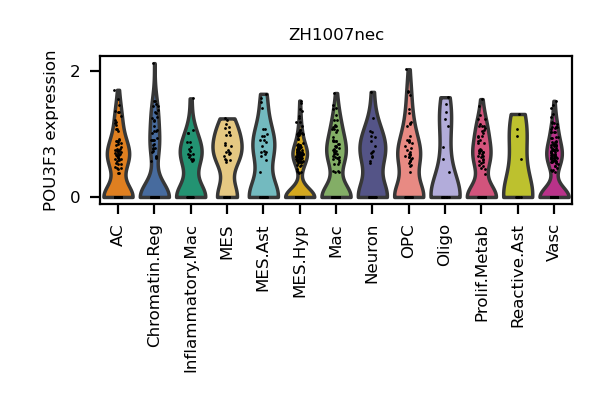 ZH1007nec
POU3F3 expression
2
0
AC
Chromatin.Reg
Inflammatory.Mac
MES
MES.Ast
MES.Hyp
Mac
Neuron
OPC
Oligo
Prolif.Metab
Reactive.Ast
Vasc